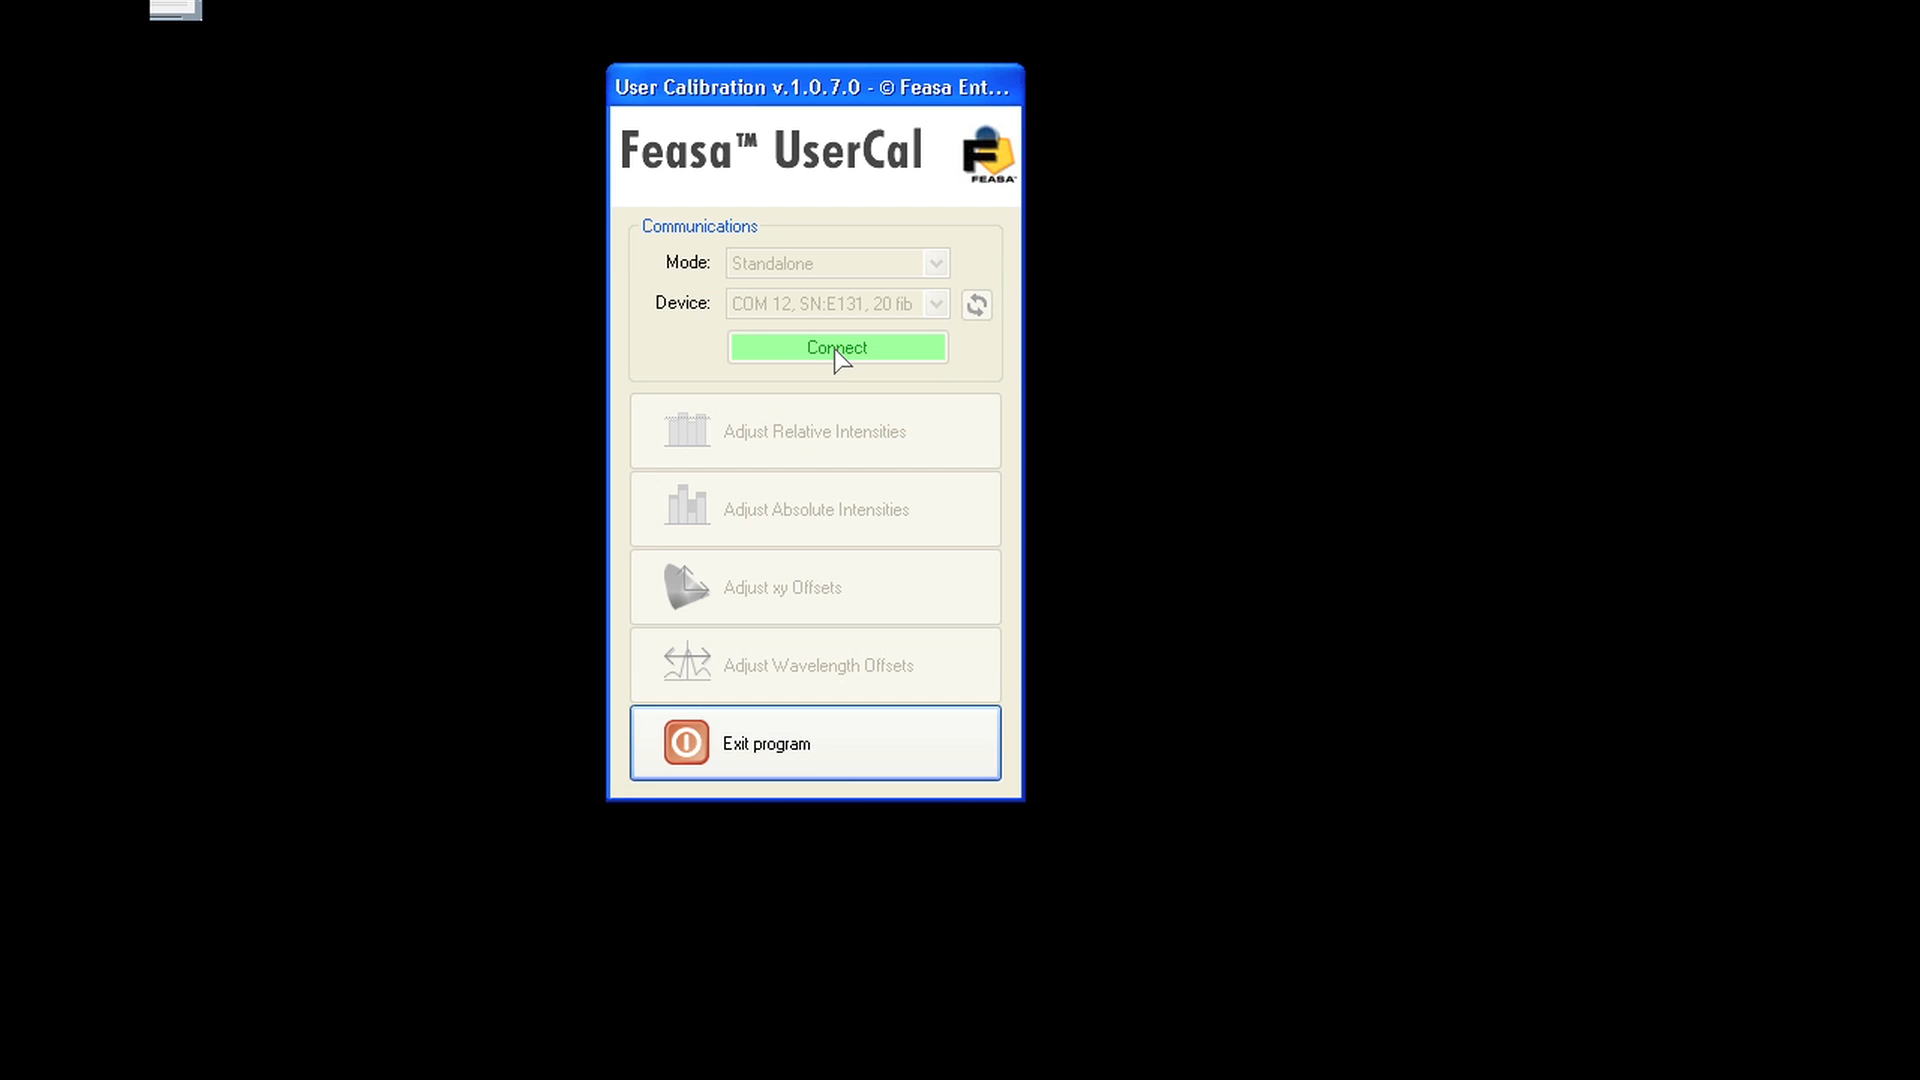 User Calibration v.1.0.7.0 - © Feasa Ent...
Feasa™ UserCal
FEASA
Communications
Mode: Standalone
Device: COM 12, SN:E131, 20 fib
Connect
Adjust Relative Intensities
Adjust Absolute Intensities
Adjust xy Offsets
Adjust Wavelength Offsets
Exit program